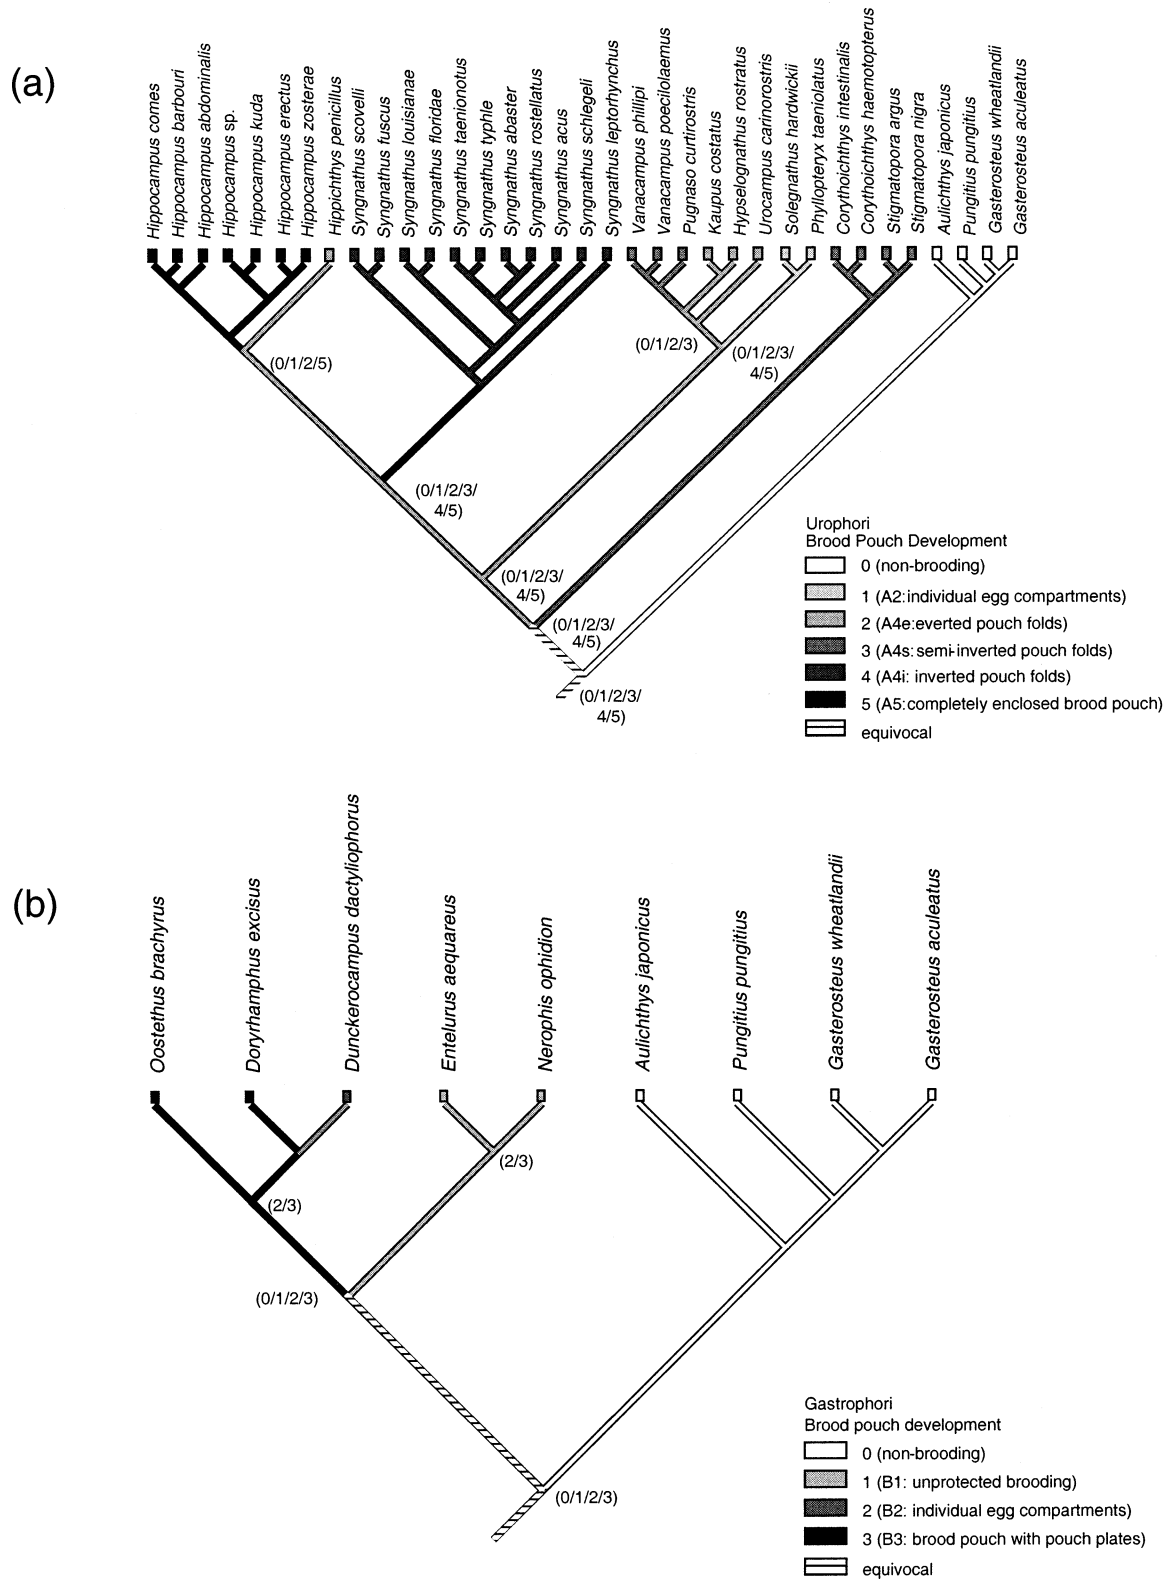 (a)
Hippocampus comes
Hippocampus barbouri
Hippocampus abdominalis
Hippocampus sp.
Hippocampus kuda
Hippocampus erectus
Hippocampus zosterae
Hippichthys penicillus
Syngnathus scovelli
Syngnathus fuscus
Syngnathus louisianae
Syngnathus floridae
Syngnathus taenionotus
Syngnathus typhle
Syngnathus abaster
Syngnathus rostellatus
Syngnathus acus
Syngnathus schlegeli
Syngnathus leptorhynchus
Vanacampus phillipi
Vanacampus poecilolaemus
Pugnaso curtirostris
Kaupus costatus
Hypselognathus rostratus
Urocampus carinorostris
Solegnathus hardwickii
Phyllopteryx taeniolatus
Corythoichthys intestinalis
Corythoichthys haemotopterus
Stigmatopora argus
Stigmatopora nigra
Aulichthys japonicus
Pungitius pungitius
Gasterosteus wheatlandii
Gasterosteus aculeatus
(0/1/2/5)
(0/1/2/3)
(0/1/2/3/
4/5)
(0/1/2/3/
4/5)
(0/1/2/3/
4/5)
(0/1/2/3/
4/5)
(0/1/2/3/
4/5)
Urophori
Brood Pouch Development
0 (non-brooding)
1 (A2:individual egg compartments)
2 (A4e:everted pouch folds)
3 (A4s: semi-inverted pouch folds)
4 (A4i: inverted pouch folds)
5 (A5:completely enclosed brood pouch)
equivocal
(b)
Oostethus brachyrus
Doryrhamphus excisus
Dunckerocampus dactyliophorus
Entelurus aequareus
Nerophis ophidion
Aulichthys japonicus
Pungitius pungitius
Gasterosteus wheatlandii
Gasterosteus aculeatus
(2/3)
(2/3)
(0/1/2/3)
(0/1/2/3)
Gastrophori
Brood pouch development
0 (non-brooding)
1 (B1: unprotected brooding)
2 (B2: individual egg compartments)
3 (B3: brood pouch with pouch plates)
equivocal